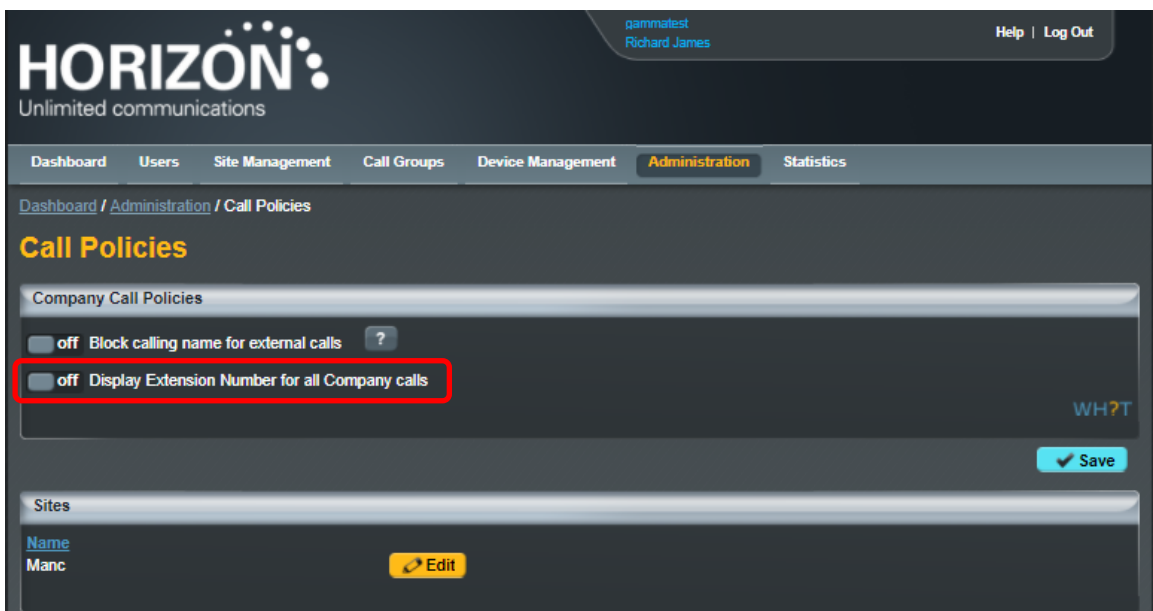 gammatest
Richard James
Help | Log Out
HORIZON
Unlimited communications
Dashboard Users Site Management Call Groups Device Management Administration Statistics
Dashboard / Administration / Call Policies
Call Policies
Company Call Policies
off Block calling name for external calls ?
off Display Extension Number for all Company calls
WH?T
Save
Sites
Name
Manc Edit